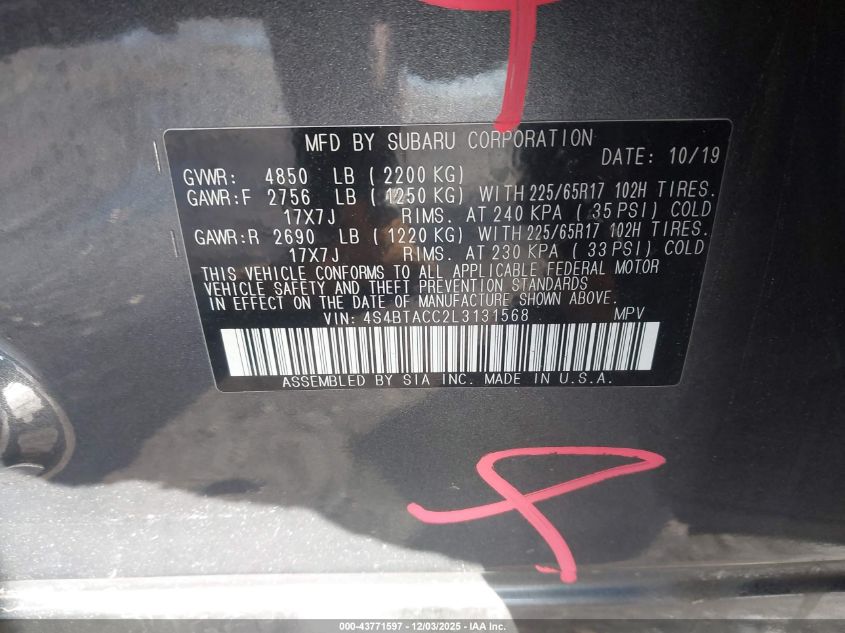 MFD BY SUBARU CORPORATION
DATE: 10/19
GVWR: 4850 LB (2200 KG)
GAWR:F 2756 LB (1250 KG) WITH 225/65R17 102H TIRES.
17X7J RIMS. AT 240 KPA (35 PSI) COLD
GAWR:R 2690 LB (1220 KG) WITH 225/65R17 102H TIRES.
17X7J RIMS. AT 230 KPA (33 PSI) COLD
THIS VEHICLE CONFORMS TO ALL APPLICABLE FEDERAL MOTOR
VEHICLE SAFETY AND THEFT PREVENTION STANDARDS
IN EFFECT ON THE DATE OF MANUFACTURE SHOWN ABOVE.
VIN: 4S4BTACC2L3131568 MPV
ASSEMBLED BY SIA INC. MADE IN U.S.A.
000-43771597 - 12/03/2025 - IAA Inc.